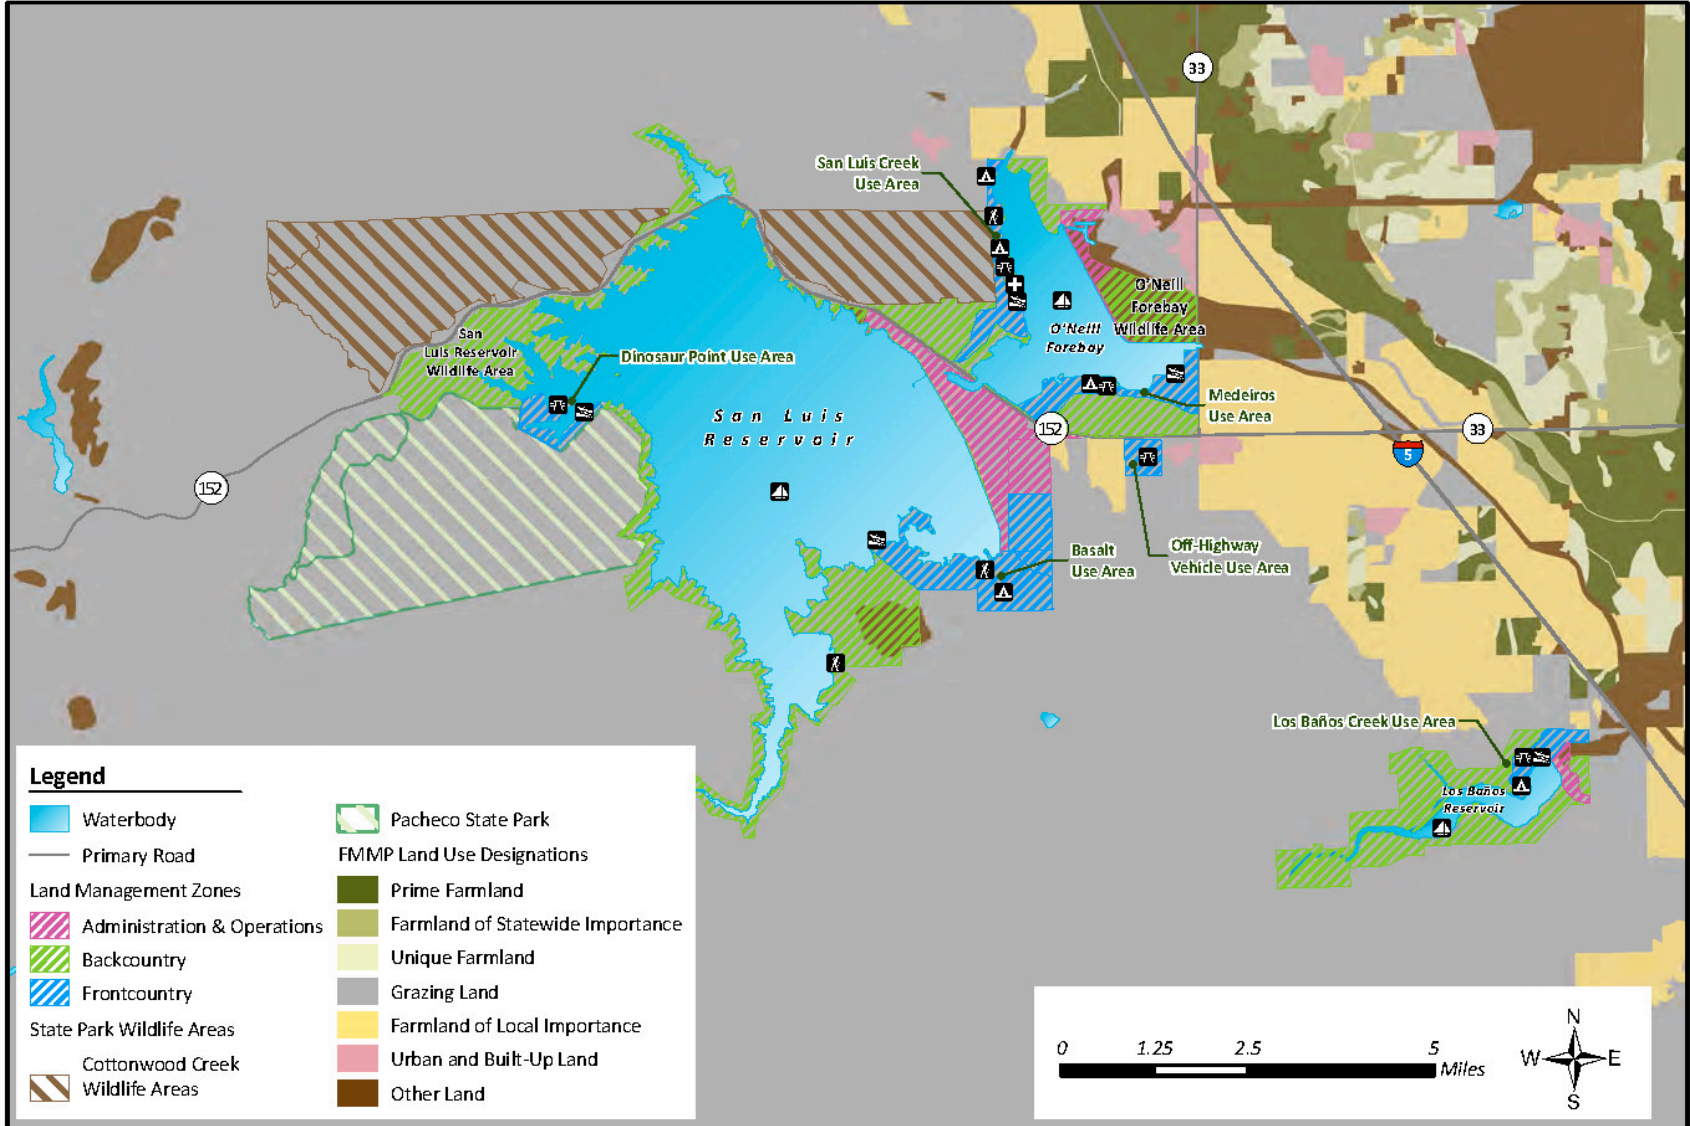 33
San Luis Creek
Use Area
O'Neill
Forebay
Wildlife Area
O'Neill
Forebay
San
Luis Reservoir
Wildlife Area
Dinosaur Point Use Area
San Luis
Reservoir
Medeiros
Use Area
152
33
5
152
Basalt
Use Area
Off-Highway
Vehicle Use Area
Los Baños Creek Use Area
Los Baños
Reservoir
Legend
Waterbody
Primary Road
Land Management Zones
Administration & Operations
Backcountry
Frontcountry
State Park Wildlife Areas
Cottonwood Creek
Wildlife Areas
Pacheco State Park
FMMP Land Use Designations
Prime Farmland
Farmland of Statewide Importance
Unique Farmland
Grazing Land
Farmland of Local Importance
Urban and Built-Up Land
Other Land
0 1.25 2.5 5
Miles
N
W E
S